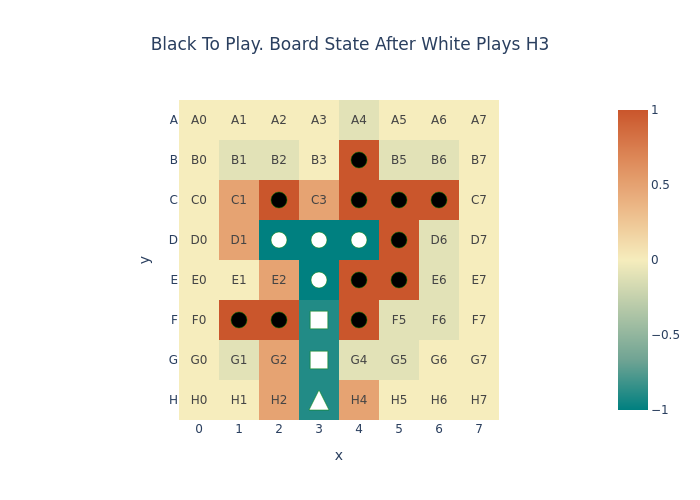 Black To Play. Board State After White Plays H3
A A0 A1 A2 A3 A4 A5 A6 A7
B B0 B1 B2 B3 B5 B6 B7
C C0 C1 C3 C7
D D0 D1 D6 D7
E E0 E1 E2 E6 E7
F F0 F5 F6 F7
G G0 G1 G2 G4 G5 G6 G7
H H0 H1 H2 H4 H5 H6 H7
0 1 2 3 4 5 6 7
x
y
1
0.5
0
−0.5
−1